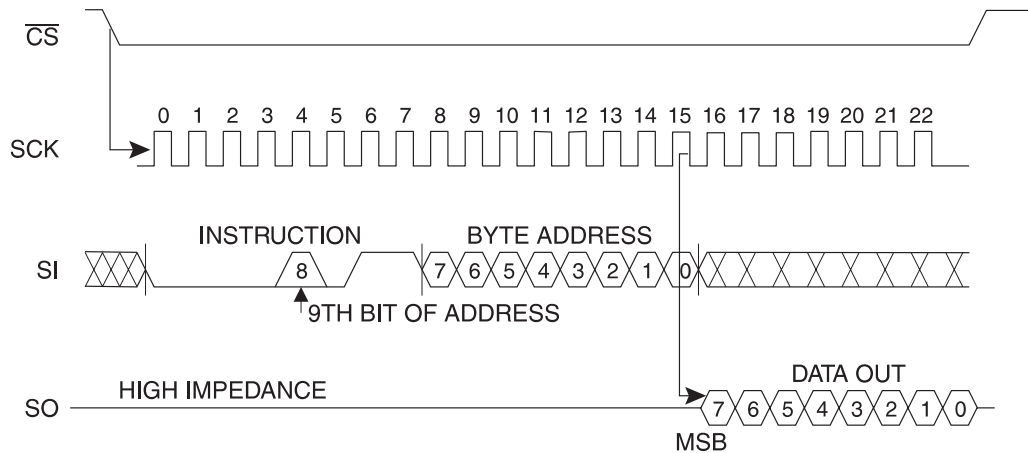 CS
0 1 2 3 4 5 6 7 8 9 10 11 12 13 14 15 16 17 18 19 20 21 22
SCK
INSTRUCTION BYTE ADDRESS
SI 8 7 6 5 4 3 2 1 0
9TH BIT OF ADDRESS
HIGH IMPEDANCE DATA OUT
SO 7 6 5 4 3 2 1 0
MSB